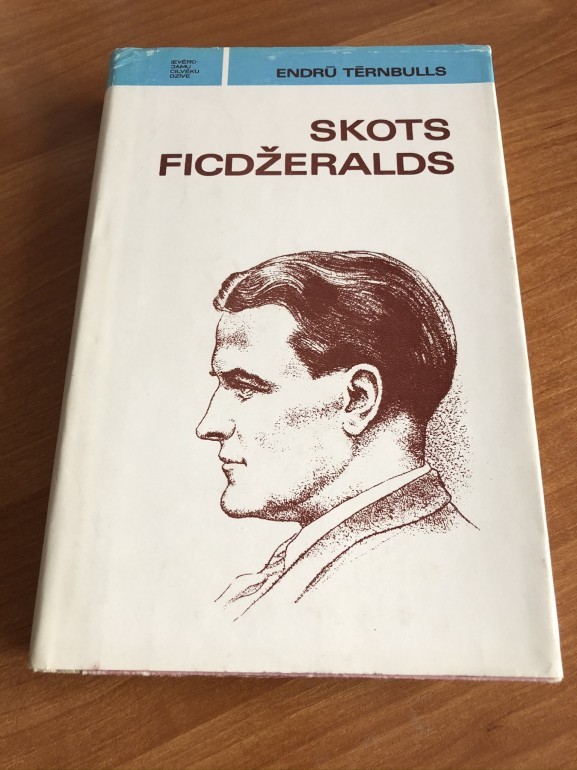 IEVĒRO-
JAMU
CILVĒKU
DZĪVE
ENDRŪ TĒRNBULLS
SKOTS
FICDŽERALDS